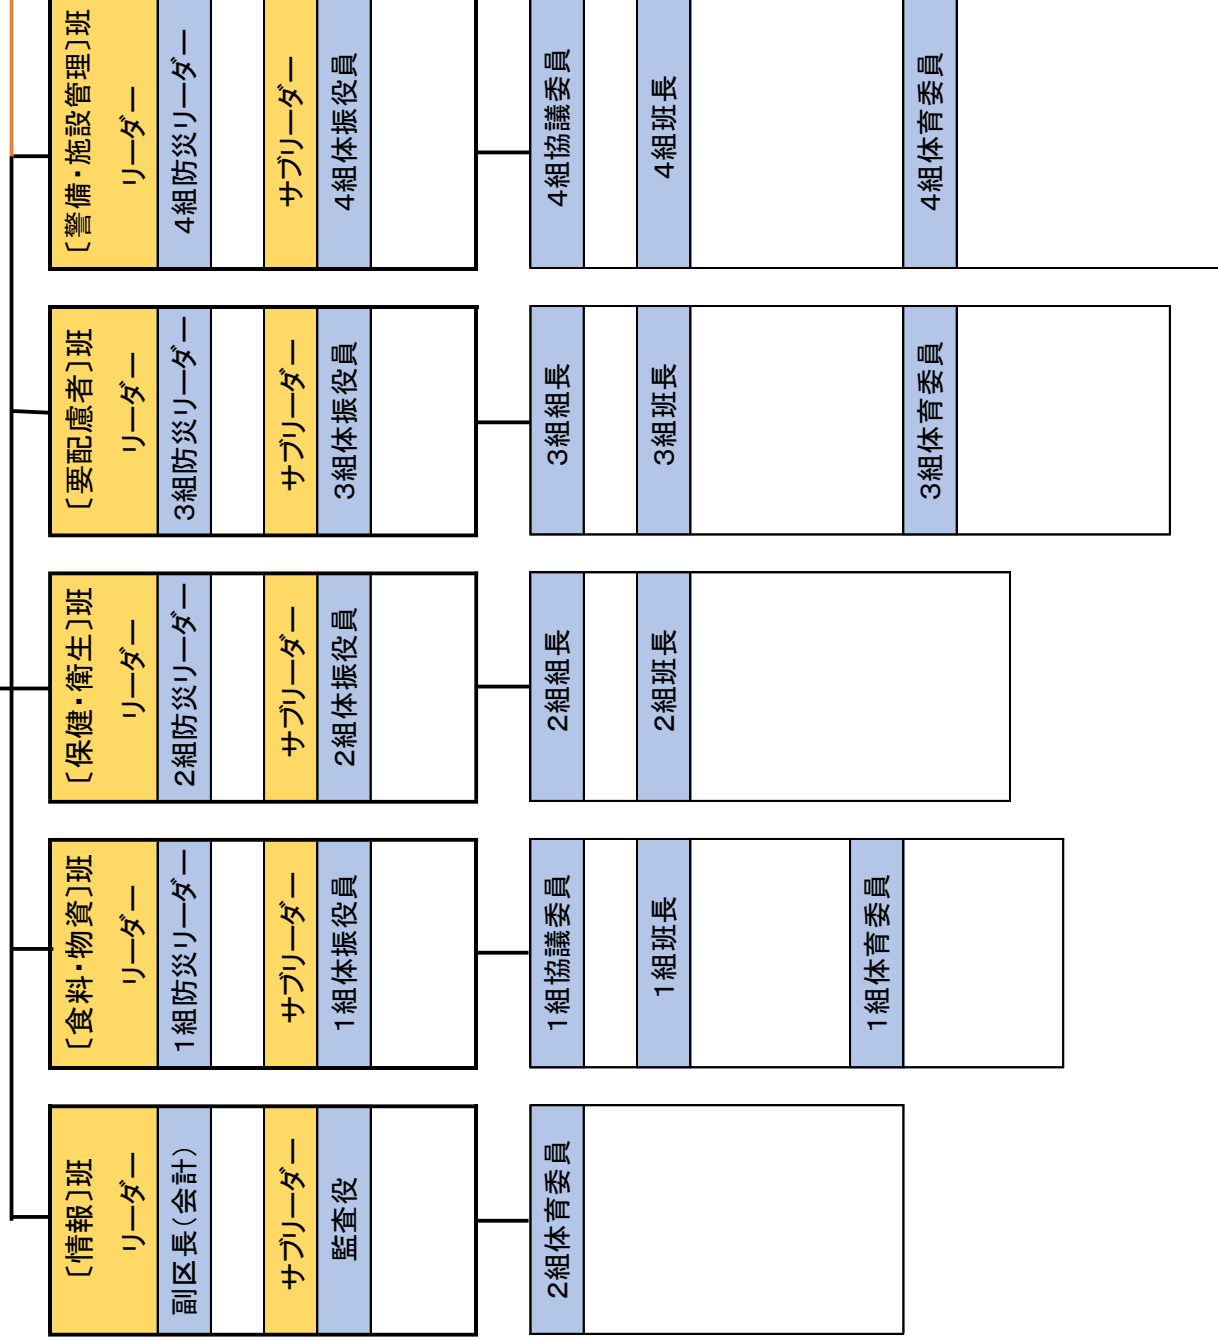 〔情報〕班
リーダー
副区長(会計)
サブリーダー
監査役
2組体育委員
〔食料・物資〕班
リーダー
1組防災リーダー
サブリーダー
1組体振役員
1組協議委員
1組班長
1組体育委員
〔保健・衛生〕班
リーダー
2組防災リーダー
サブリーダー
2組体振役員
2組組長
2組班長
〔要配慮者〕班
リーダー
3組防災リーダー
サブリーダー
3組体振役員
3組組長
3組班長
3組体育委員
〔警備・施設管理〕班
リーダー
4組防災リーダー
サブリーダー
4組体振役員
4組協議委員
4組班長
4組体育委員